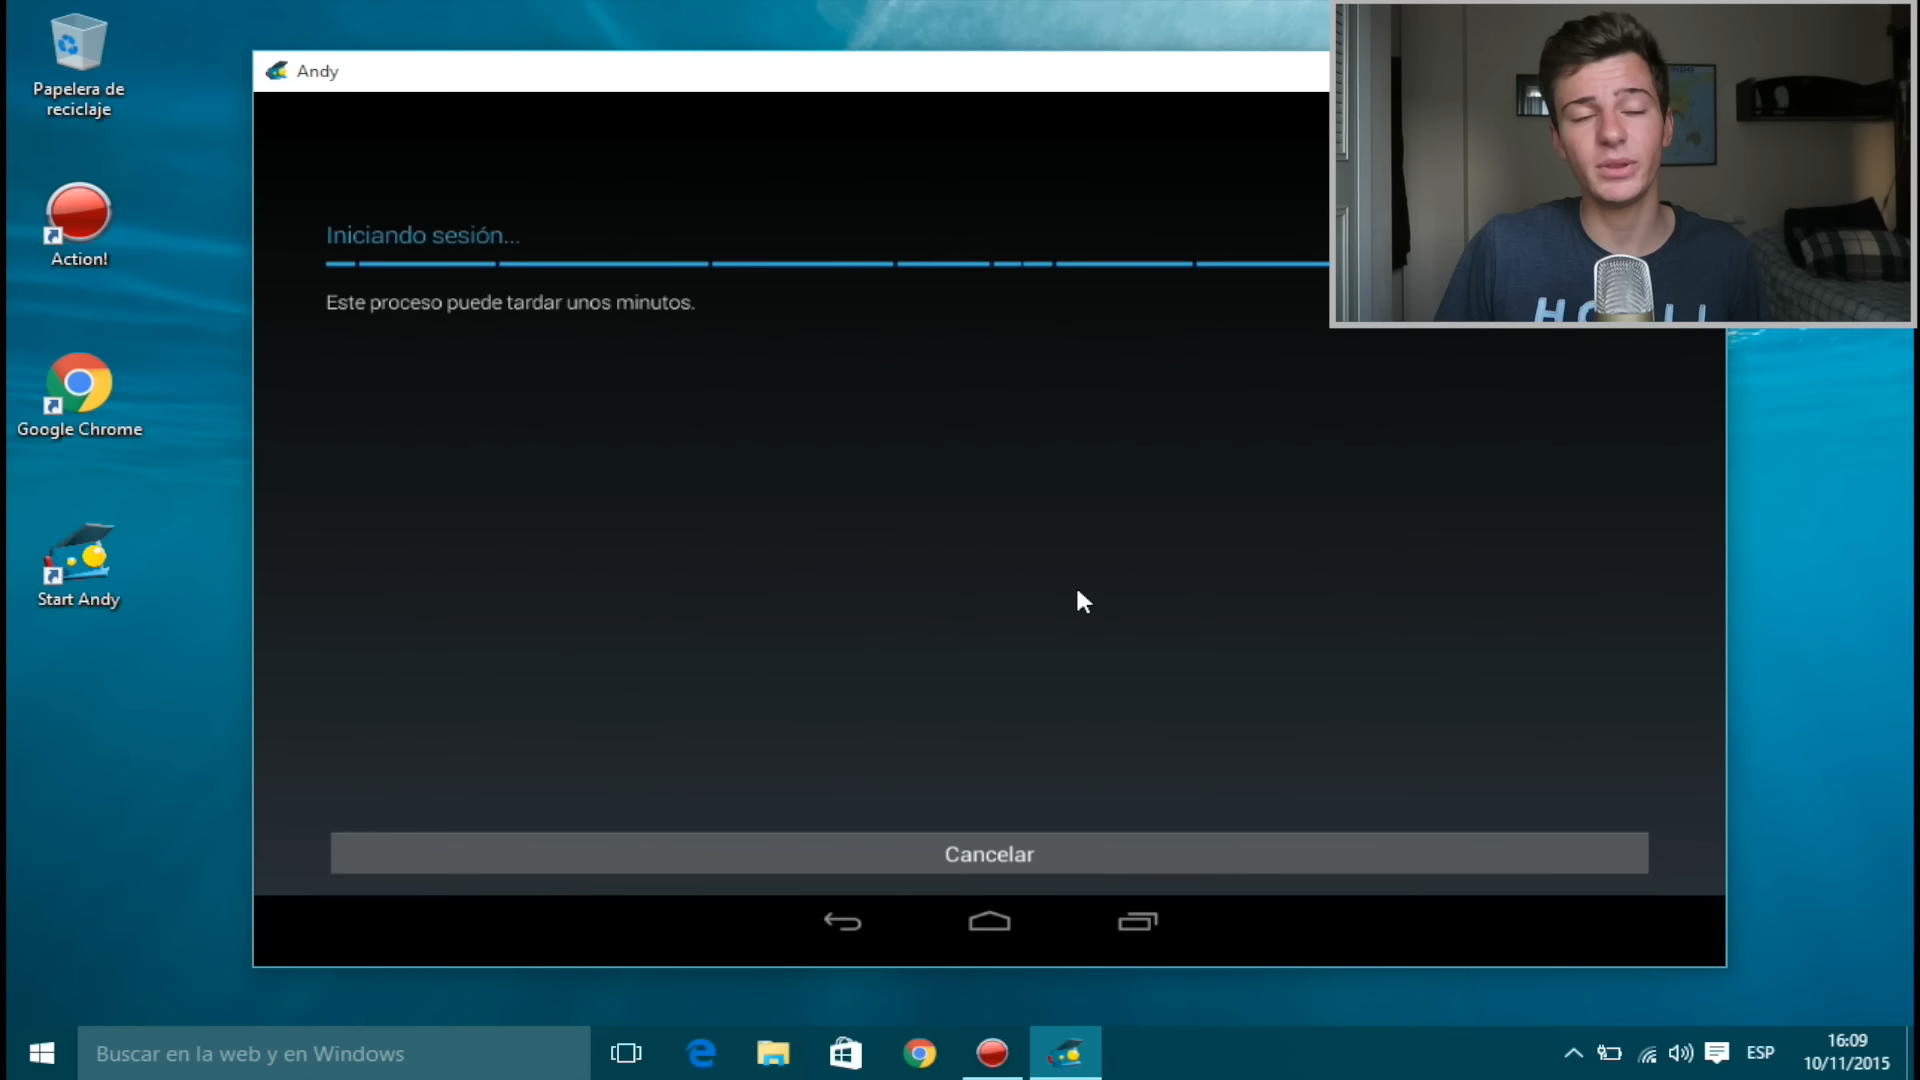 Papelera de
reciclaje
Action!
Google Chrome
Start Andy
Andy
Iniciando sesión...
Este proceso puede tardar unos minutos.
Cancelar
Buscar en la web y en Windows
ESP
16:09
10/11/2015